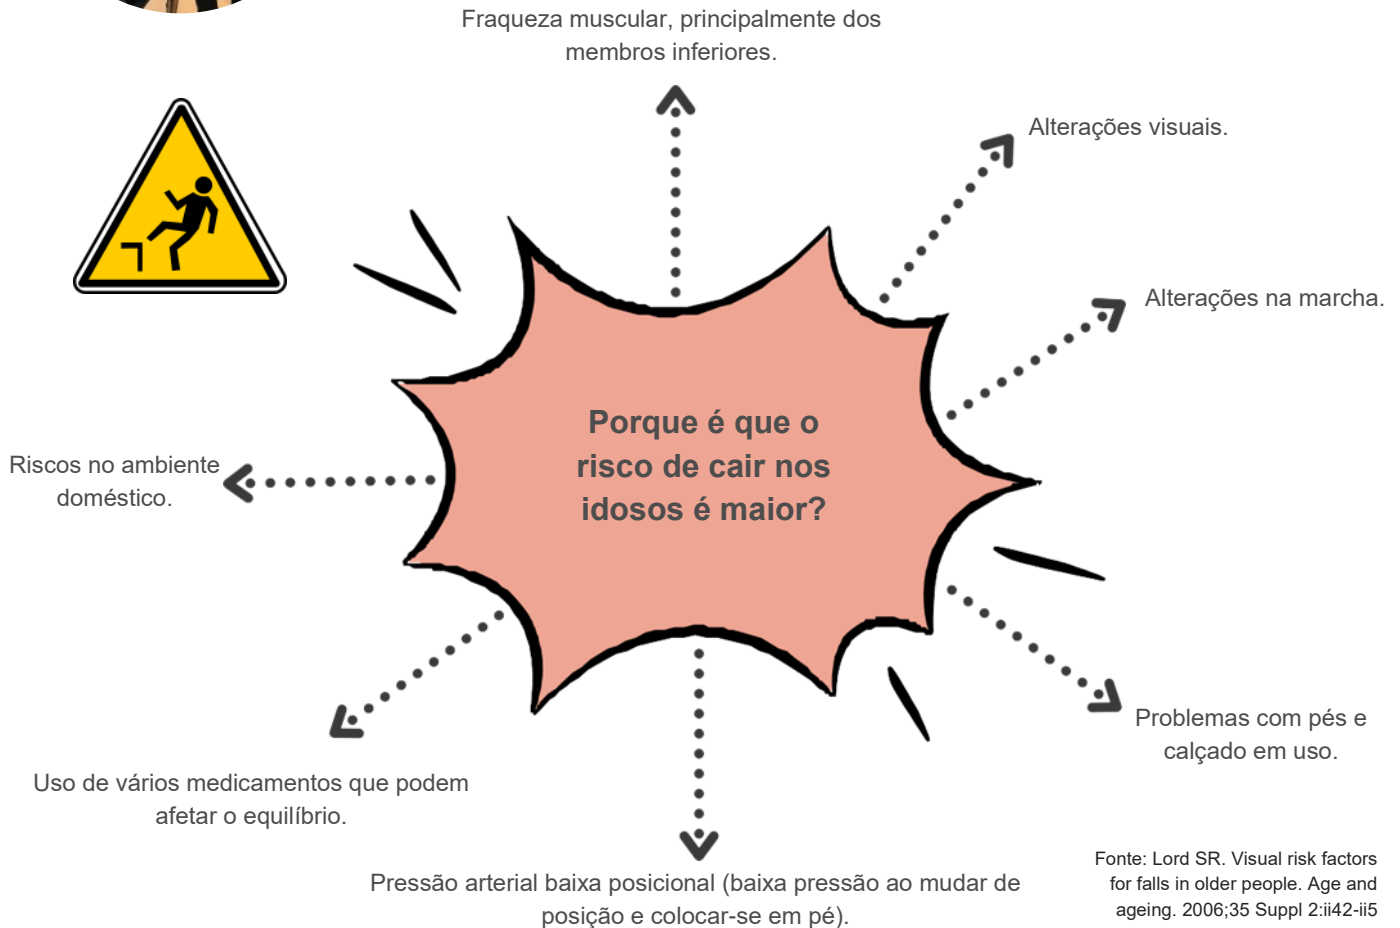 Fraqueza muscular, principalmente dos
membros inferiores.
Alterações visuais.
Alterações na marcha.
Porque é que o
risco de cair nos
idosos é maior?
Riscos no ambiente
doméstico.
Problemas com pés e
calçado em uso.
Uso de vários medicamentos que podem
afetar o equilíbrio.
Pressão arterial baixa posicional (baixa pressão ao mudar de
posição e colocar-se em pé).
Fonte: Lord SR. Visual risk factors
for falls in older people. Age and
ageing. 2006;35 Suppl 2:ii42-ii5